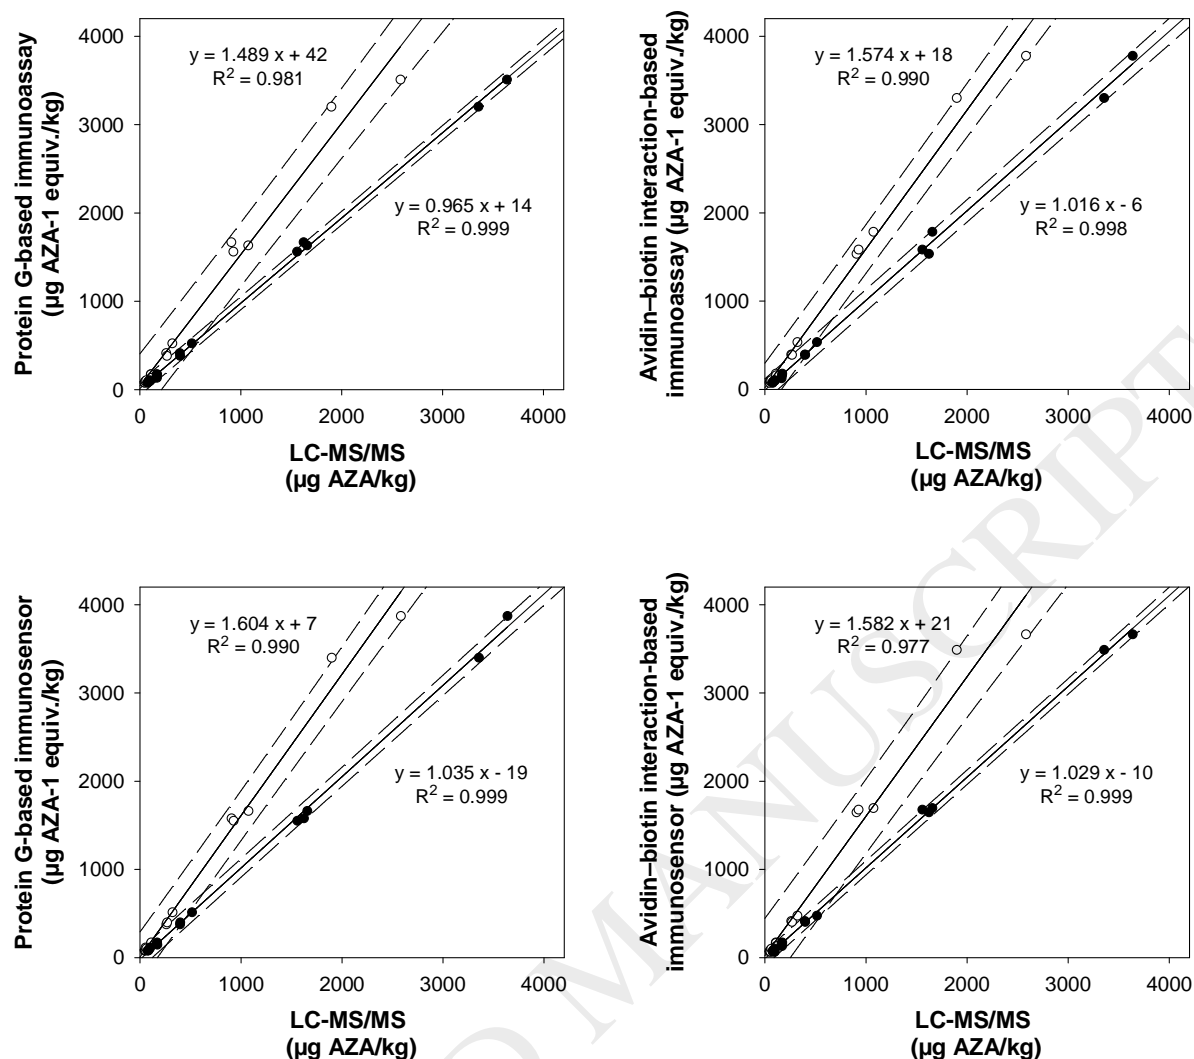 Protein G-based immunoassay
(µg AZA-1 equiv./kg)
4000
3000
2000
1000
0
y = 1.489 x + 42
R² = 0.981
y = 0.965 x + 14
R² = 0.999
0 1000 2000 3000 4000
LC-MS/MS
(µg AZA/kg)
Avidin–biotin interaction-based
immunoassay (µg AZA-1 equiv./kg)
4000
3000
2000
1000
0
y = 1.574 x + 18
R² = 0.990
y = 1.016 x - 6
R² = 0.998
0 1000 2000 3000 4000
LC-MS/MS
(µg AZA/kg)
Protein G-based immunosensor
(µg AZA-1 equiv./kg)
4000
3000
2000
1000
0
y = 1.604 x + 7
R² = 0.990
y = 1.035 x - 19
R² = 0.999
0 1000 2000 3000 4000
LC-MS/MS
(µg AZA/kg)
Avidin–biotin interaction-based
immunosensor (µg AZA-1 equiv./kg)
4000
3000
2000
1000
0
y = 1.582 x + 21
R² = 0.977
y = 1.029 x - 10
R² = 0.999
0 1000 2000 3000 4000
LC-MS/MS
(µg AZA/kg)
D MANUSCRIPT